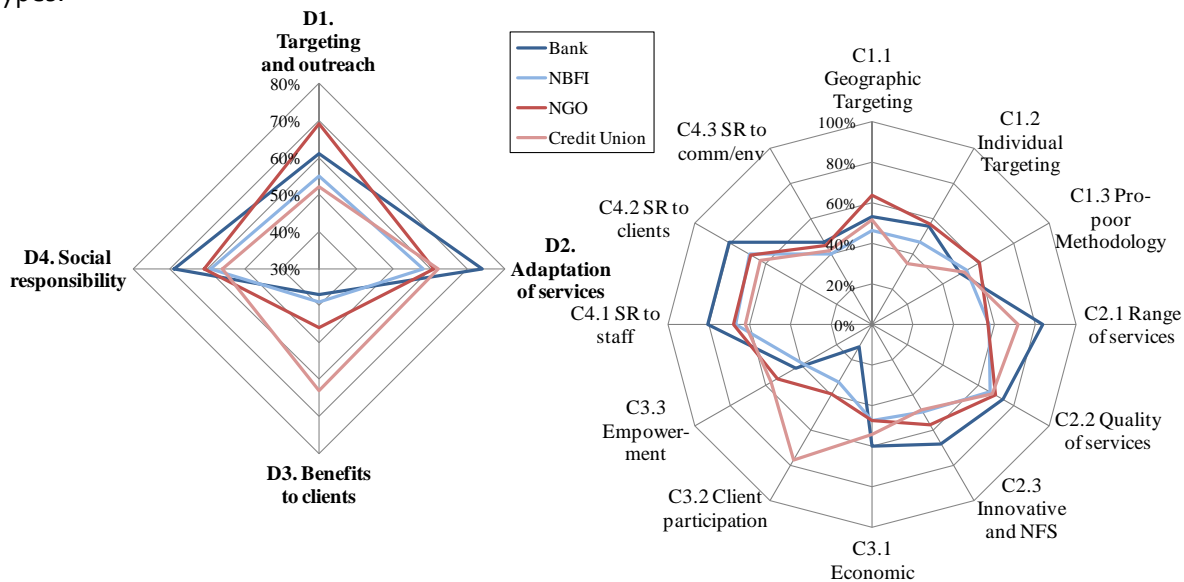 ypes.
D1.
Targeting
and outreach
80%
70%
60%
50%
40%
30%
D2.
Adaptation
of services
D3. Benefits
to clients
D4. Social
responsibility
Bank
NBFI
NGO
Credit Union
C1.1
Geographic
Targeting
100%
80%
60%
40%
20%
0%
C1.2
Individual
Targeting
C1.3 Pro-
poor
Methodology
C2.1 Range
of services
C2.2 Quality
of services
C2.3
Innovative
and NFS
C3.1
Economic
C3.2 Client
participation
C3.3
Empower-
ment
C4.1 SR to
staff
C4.2 SR to
clients
C4.3 SR to
comm/env